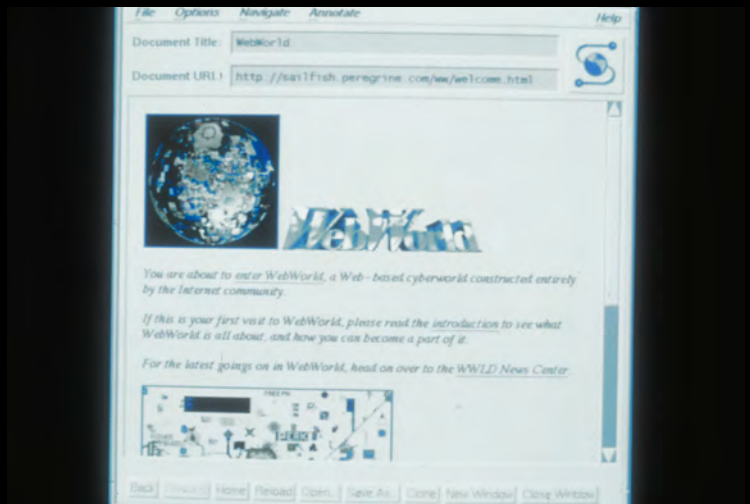 File Options Navigate Annotate Help
Document Title: WebWorld
Document URL: http://sailfish.peregrine.com/ww/welcome.html
WebWorld
You are about to enter WebWorld, a Web-based cyberworld constructed entirely
by the Internet community.
If this is your first visit to WebWorld, please read the introduction to see what
WebWorld is all about, and how you can become a part of it.
For the latest goings on in WebWorld, head on over to the WWLD News Center.
Back Forward Home Reload Open... Save As... Clone New Window Close Window